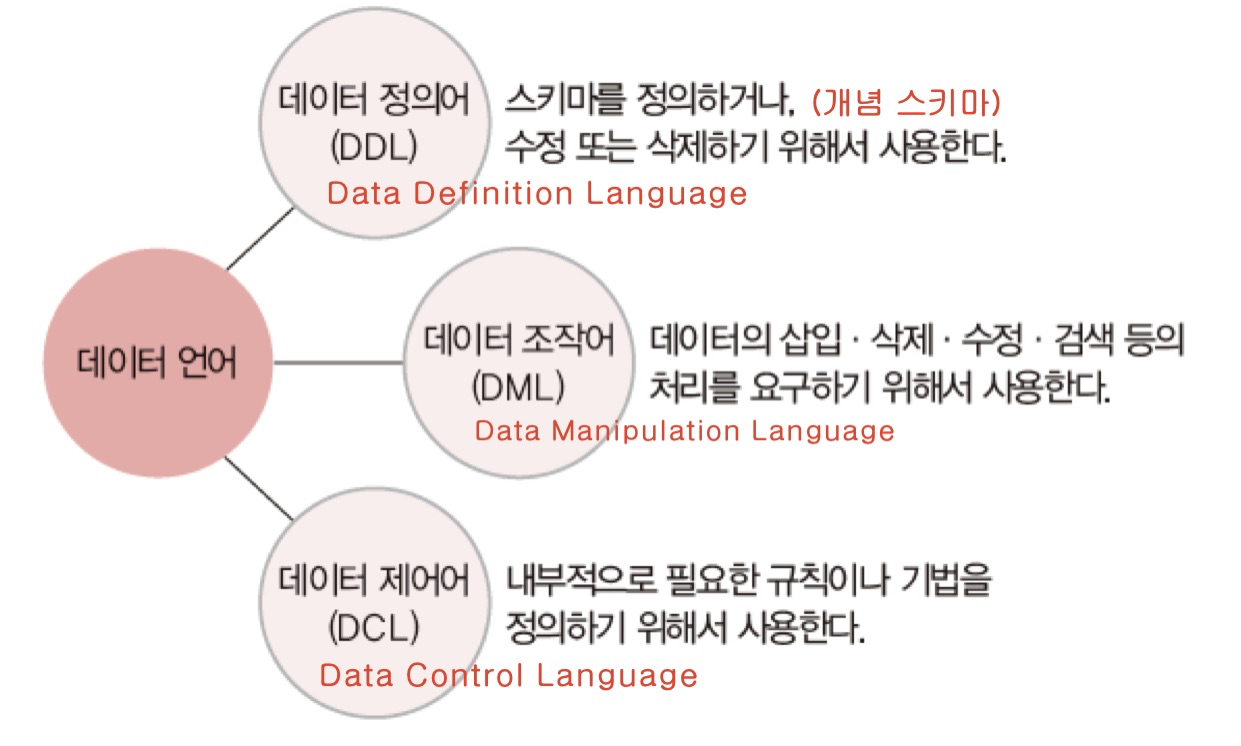 데이터 언어
데이터 정의어
(DDL)
Data Definition Language
스키마를 정의하거나, (개념 스키마)
수정 또는 삭제하기 위해서 사용한다.
데이터 조작어
(DML)
Data Manipulation Language
데이터의 삽입 · 삭제 · 수정 · 검색 등의
처리를 요구하기 위해서 사용한다.
데이터 제어어
(DCL)
Data Control Language
내부적으로 필요한 규칙이나 기법을
정의하기 위해서 사용한다.